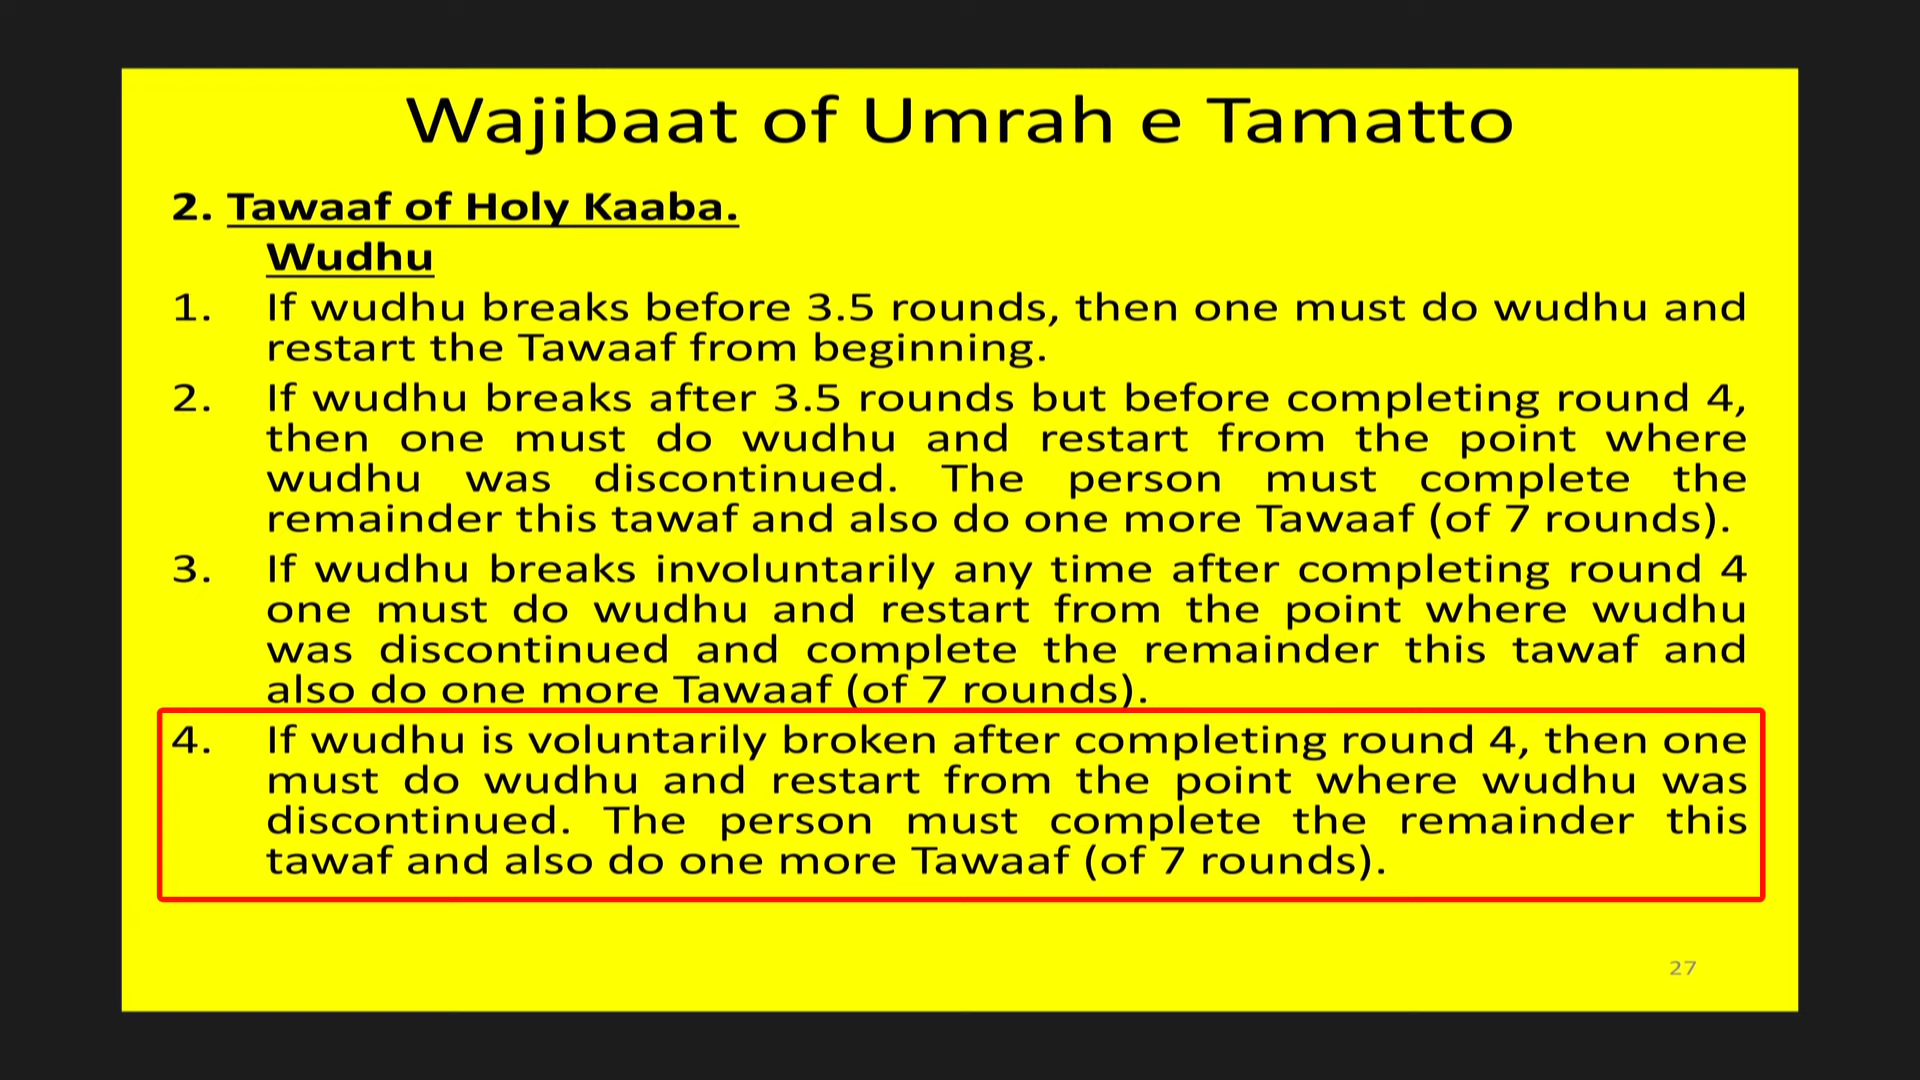 Wajibaat of Umrah e Tamatto
2. Tawaaf of Holy Kaaba.
Wudhu
1. If wudhu breaks before 3.5 rounds, then one must do wudhu and
restart the Tawaaf from beginning.
2. If wudhu breaks after 3.5 rounds but before completing round 4,
then one must do wudhu and restart from the point where
wudhu was discontinued. The person must complete the
remainder this tawaf and also do one more Tawaaf (of 7 rounds).
3. If wudhu breaks involuntarily any time after completing round 4
one must do wudhu and restart from the point where wudhu
was discontinued and complete the remainder this tawaf and
also do one more Tawaaf (of 7 rounds).
4. If wudhu is voluntarily broken after completing round 4, then one
must do wudhu and restart from the point where wudhu was
discontinued. The person must complete the remainder this
tawaf and also do one more Tawaaf (of 7 rounds).
27